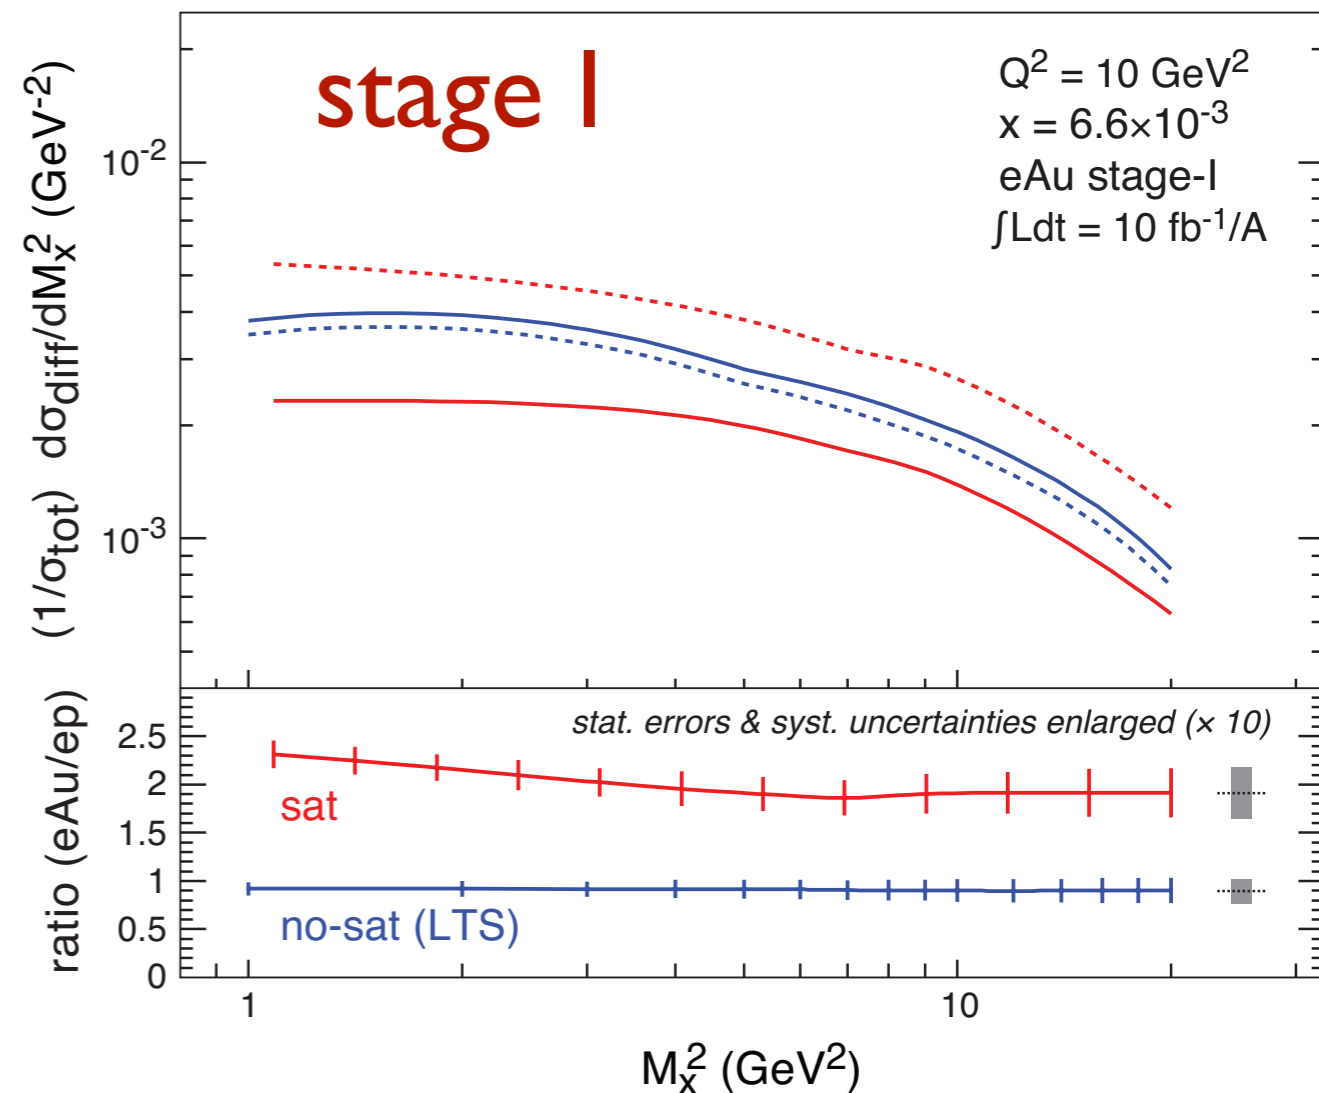 stage I
Q² = 10 GeV²
x = 6.6×10⁻³
eAu stage-I
∫Ldt = 10 fb⁻¹/A
(1/σtot) dσdiff/dMx² (GeV⁻²)
10⁻²
10⁻³
stat. errors & syst. uncertainties enlarged (× 10)
ratio (eAu/ep)
2.5
2
1.5
1
0.5
0
sat
no-sat (LTS)
1
10
Mx² (GeV²)